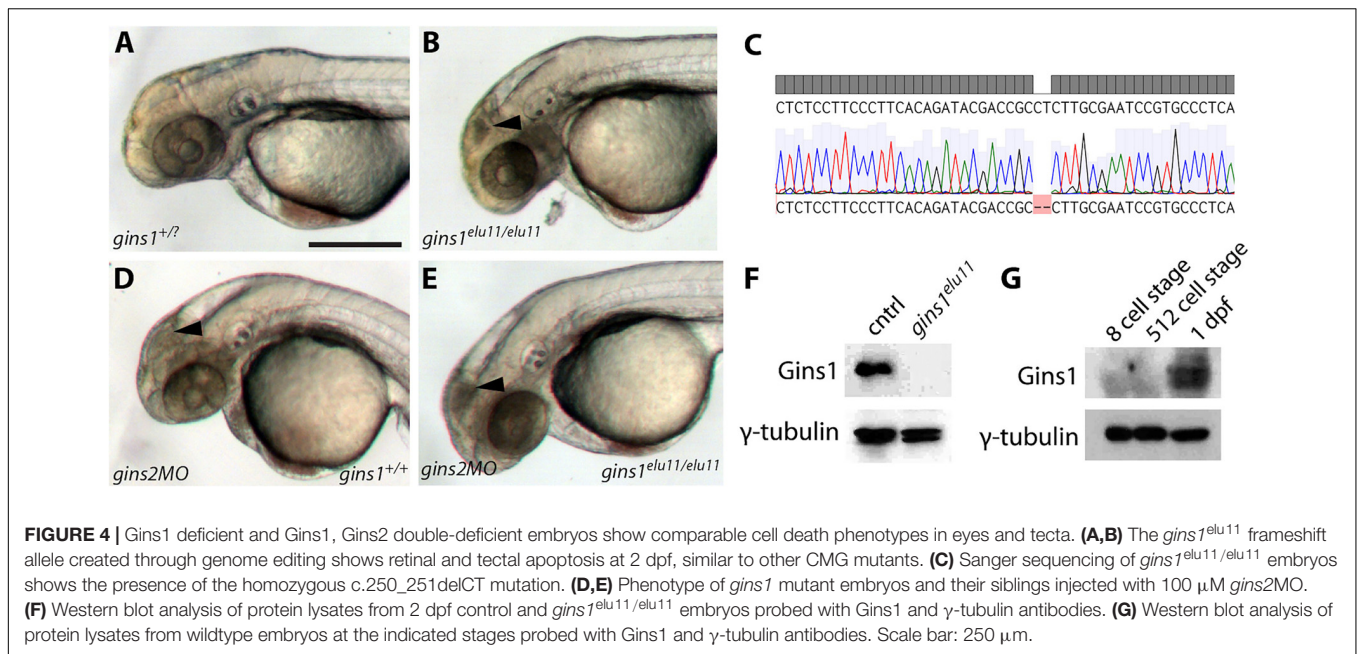 A
gins1+/?
B
gins1elu11/elu11
C
CTCTCCTTCCCTTCACAGATACGACCGCCTCTTGCGAATCCGTGCCCTCA
CTCTCCTTCCCTTCACAGATACGACCGC--CTTGCGAATCCGTGCCCTCA
D
gins2MO
gins1+/+
E
gins2MO
gins1elu11/elu11
F
cntrl
gins1elu11
Gins1
γ-tubulin
G
8 cell stage
512 cell stage
1 dpf
Gins1
γ-tubulin
FIGURE 4 | Gins1 deficient and Gins1, Gins2 double-deficient embryos show comparable cell death phenotypes in eyes and tecta. (A,B) The gins1elu11 frameshift
allele created through genome editing shows retinal and tectal apoptosis at 2 dpf, similar to other CMG mutants. (C) Sanger sequencing of gins1elu11/elu11 embryos
shows the presence of the homozygous c.250_251delCT mutation. (D,E) Phenotype of gins1 mutant embryos and their siblings injected with 100 μM gins2MO.
(F) Western blot analysis of protein lysates from 2 dpf control and gins1elu11/elu11 embryos probed with Gins1 and γ-tubulin antibodies. (G) Western blot analysis of
protein lysates from wildtype embryos at the indicated stages probed with Gins1 and γ-tubulin antibodies. Scale bar: 250 μm.